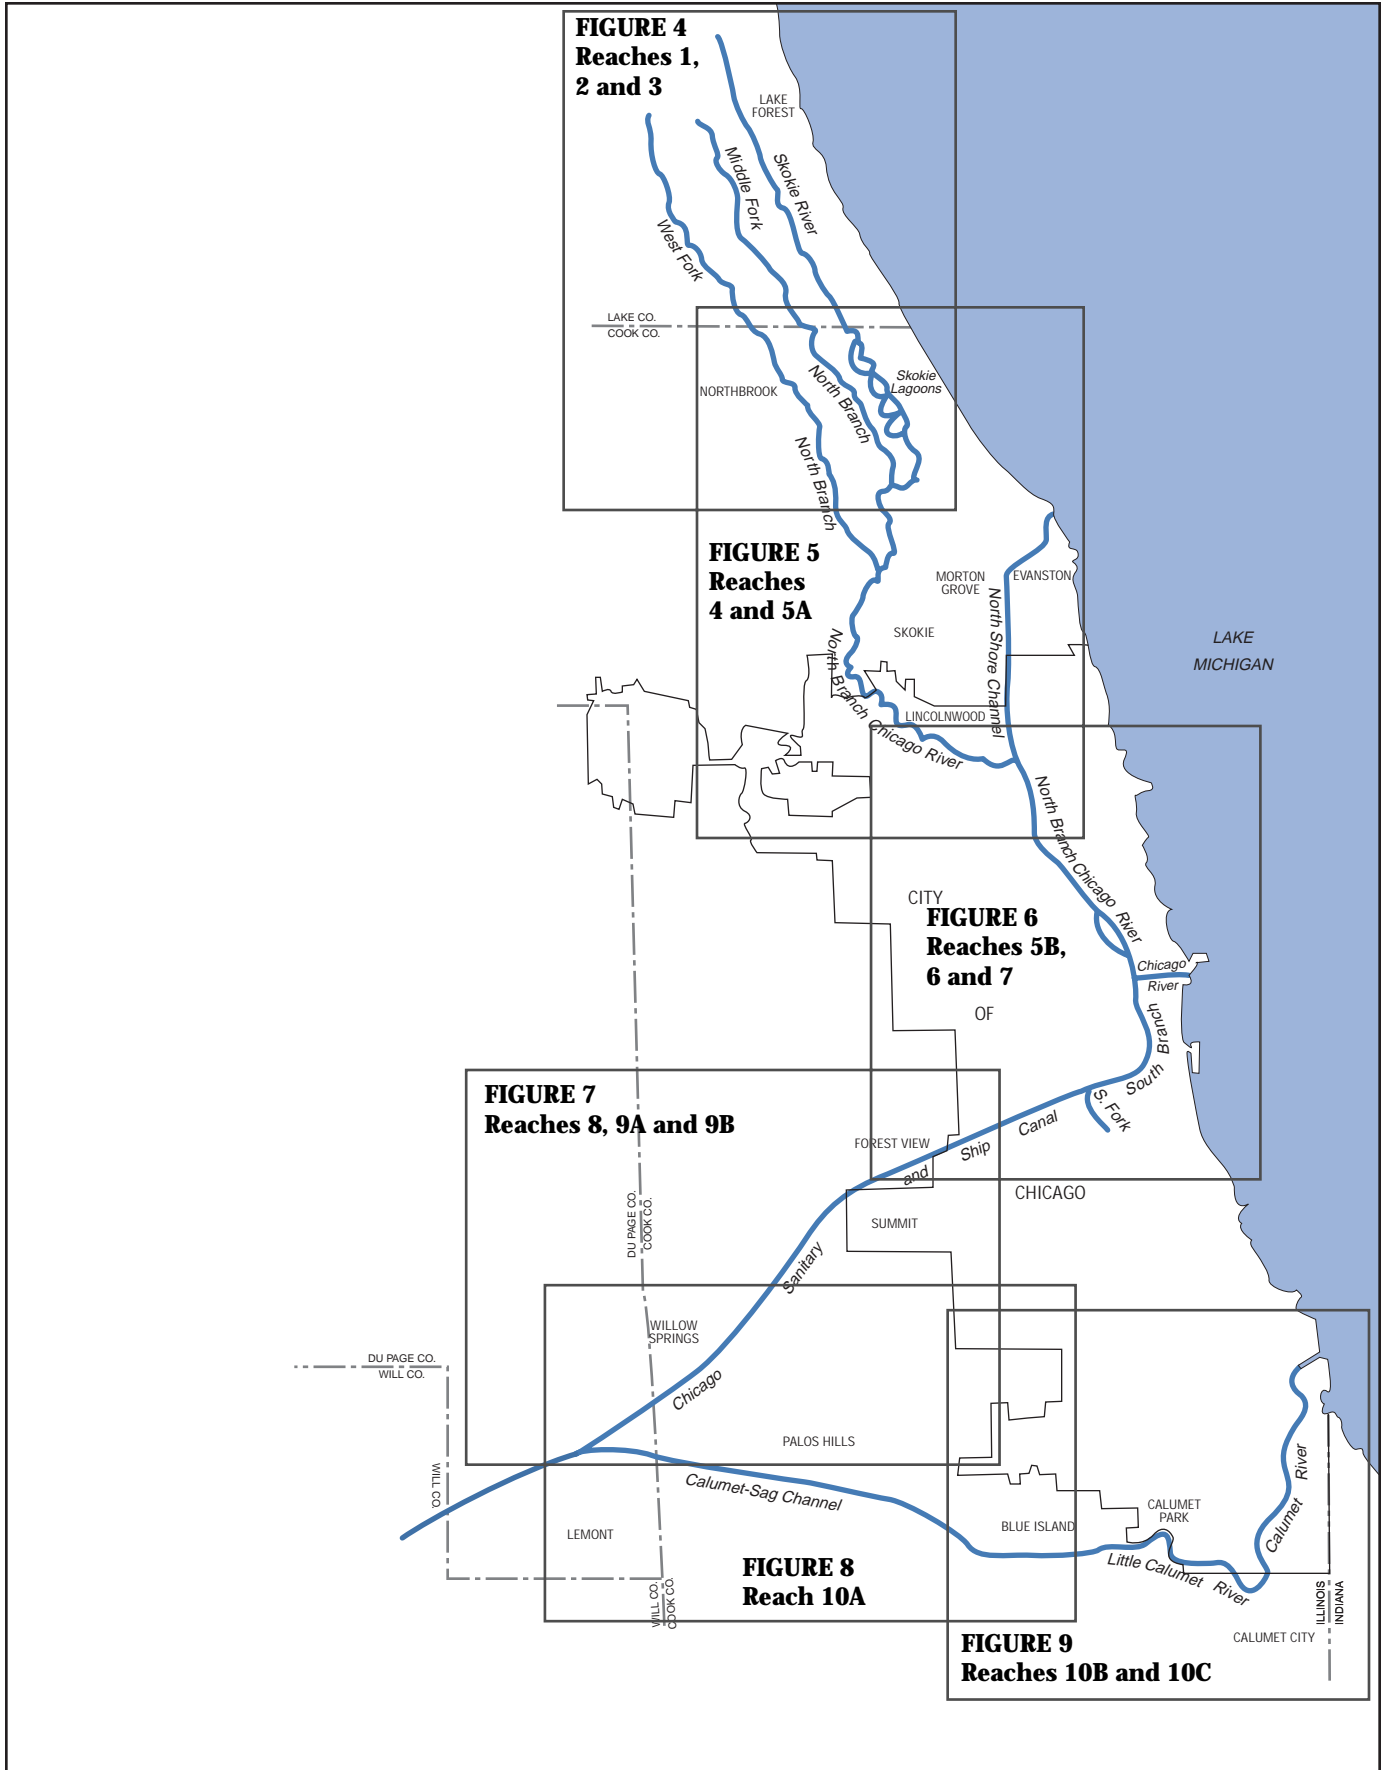 FIGURE 4
Reaches 1,
2 and 3
LAKE
FOREST
Skokie River
Middle Fork
West Fork
LAKE CO.
COOK CO.
NORTHBROOK
North Branch
Skokie
Lagoons
North Branch
FIGURE 5
Reaches
4 and 5A
MORTON
GROVE
EVANSTON
SKOKIE
North Shore Channel
LAKE
MICHIGAN
North Branch Chicago River
LINCOLNWOOD
North Branch Chicago River
CITY
FIGURE 6
Reaches 5B,
6 and 7
Chicago
River
OF
South Branch
S. Fork
FIGURE 7
Reaches 8, 9A and 9B
FOREST VIEW
CHICAGO
SUMMIT
DU PAGE CO.
COOK CO.
Chicago Sanitary and Ship Canal
WILLOW
SPRINGS
DU PAGE CO.
WILL CO.
PALOS HILLS
WILL CO.
Calumet-Sag Channel
LEMONT
BLUE ISLAND
CALUMET
PARK
Calumet River
Little Calumet River
FIGURE 8
Reach 10A
WILL CO.
COOK CO.
ILLINOIS
INDIANA
CALUMET CITY
FIGURE 9
Reaches 10B and 10C